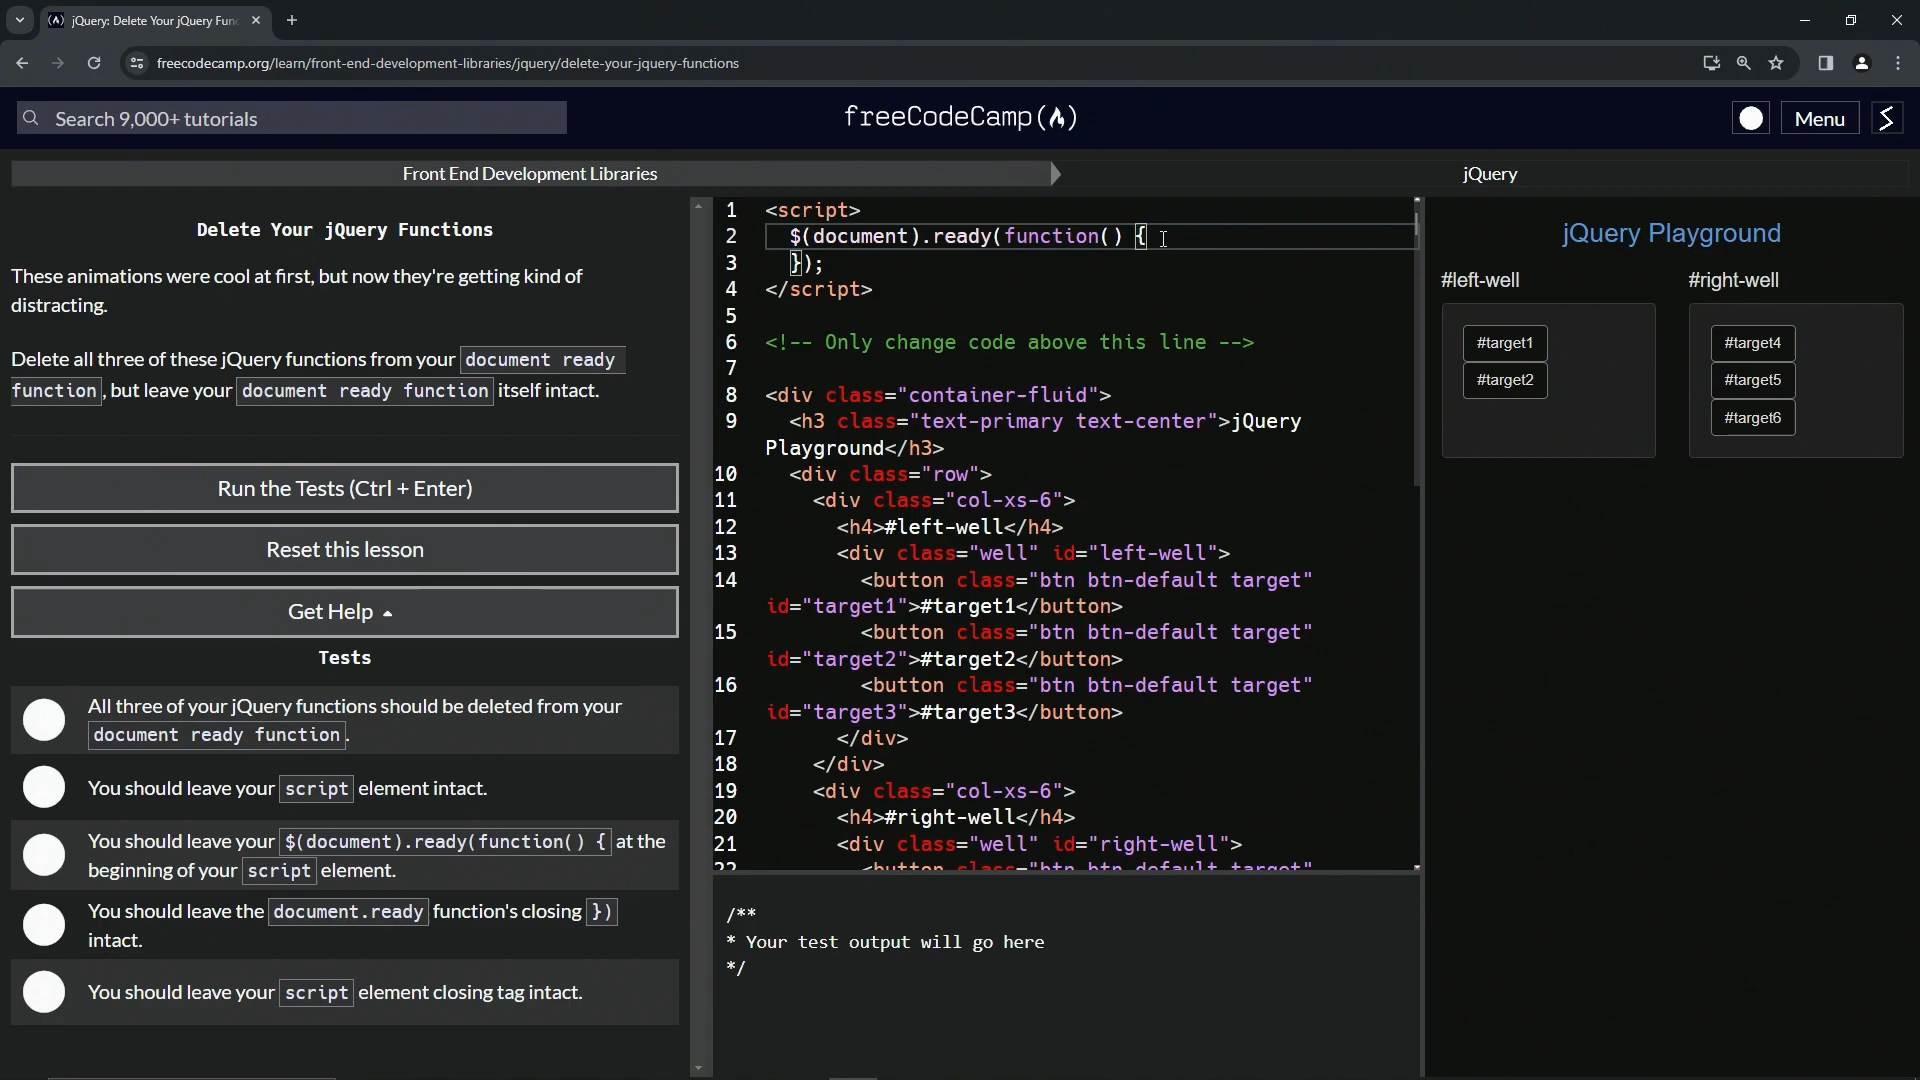 jQuery: Delete Your jQuery Fun
freecodecamp.org/learn/front-end-development-libraries/jquery/delete-your-jquery-functions
Search 9,000+ tutorials
freeCodeCamp(
)
Menu
Front End Development Libraries
jQuery
Delete Your jQuery Functions
These animations were cool at first, but now they're getting kind of
distracting.
Delete all three of these jQuery functions from your document ready
function, but leave your document ready function itself intact.
Run the Tests (Ctrl + Enter)
Reset this lesson
Get Help
Tests
All three of your jQuery functions should be deleted from your
document ready function.
You should leave your script element intact.
You should leave your $(document).ready(function() { at the
beginning of your script element.
You should leave the document.ready function's closing })
intact.
You should leave your script element closing tag intact.
1 <script>
2 $(document).ready(function() {
3 });
4 </script>
5
6 <!-- Only change code above this line -->
7
8 <div class="container-fluid">
9 <h3 class="text-primary text-center">jQuery
Playground</h3>
10 <div class="row">
11 <div class="col-xs-6">
12 <h4>#left-well</h4>
13 <div class="well" id="left-well">
14 <button class="btn btn-default target"
id="target1">#target1</button>
15 <button class="btn btn-default target"
id="target2">#target2</button>
16 <button class="btn btn-default target"
id="target3">#target3</button>
17 </div>
18 </div>
19 <div class="col-xs-6">
20 <h4>#right-well</h4>
21 <div class="well" id="right-well">
22 <button class="btn btn-default target"
/**
* Your test output will go here
*/
jQuery Playground
#left-well
#target1
#target2
#right-well
#target4
#target5
#target6